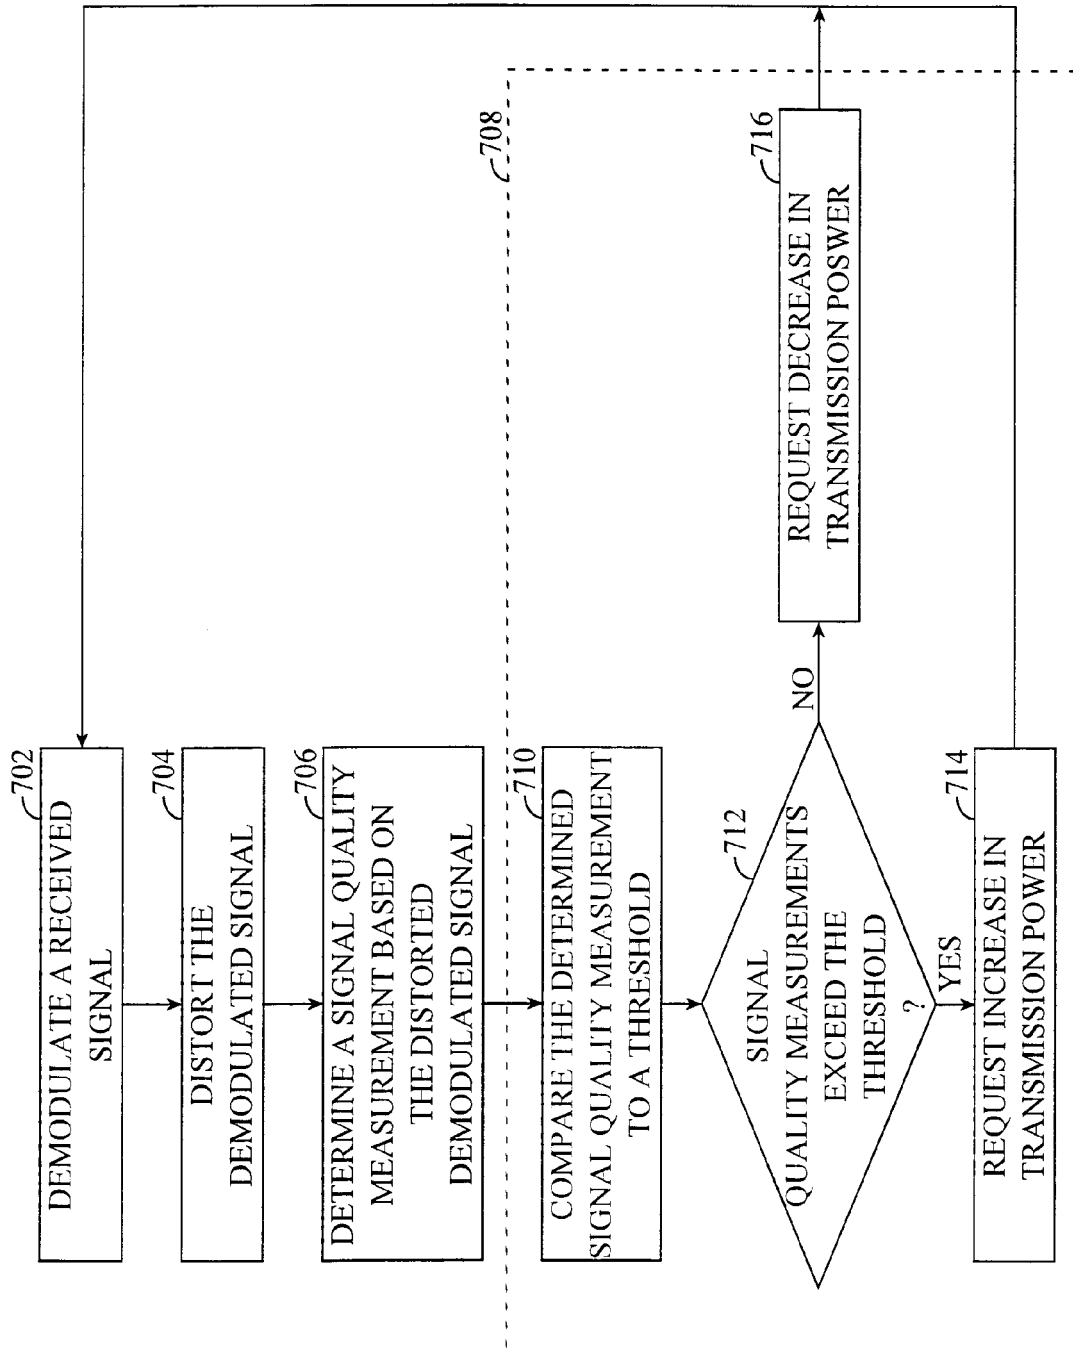 702
DEMODULATE A RECEIVED
SIGNAL
704
DISTORT THE
DEMODULATED SIGNAL
706
DETERMINE A SIGNAL QUALITY
MEASUREMENT BASED ON
THE DISTORTED
DEMODULATED SIGNAL
708
710
COMPARE THE DETERMINED
SIGNAL QUALITY MEASUREMENT
TO A THRESHOLD
712
SIGNAL
QUALITY MEASUREMENTS
EXCEED THE
THRESHOLD
?
NO
YES
716
REQUEST DECREASE IN
TRANSMISSION POSWER
714
REQUEST INCREASE IN
TRANSMISSION POWER